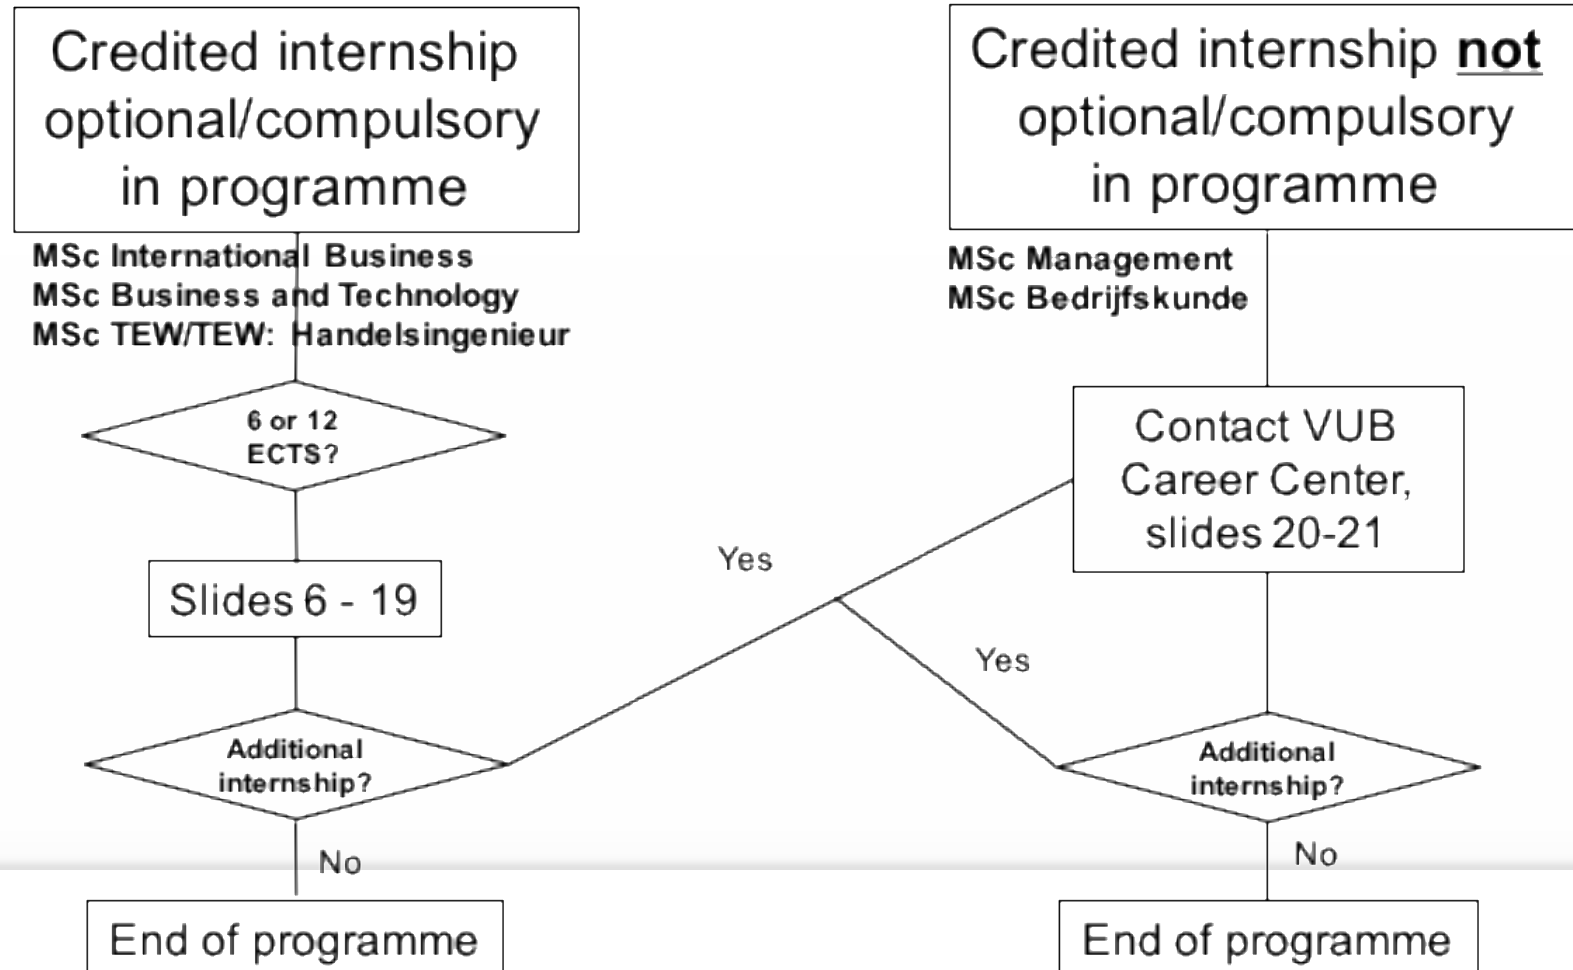 Credited internship
optional/compulsory
in programme
MSc International Business
MSc Business and Technology
MSc TEW/TEW: Handelsingenieur
6 or 12
ECTS?
Slides 6 - 19
Additional
internship?
No
End of programme
Yes
Yes
Credited internship not
optional/compulsory
in programme
MSc Management
MSc Bedrijfskunde
Contact VUB
Career Center,
slides 20-21
Additional
internship?
No
End of programme